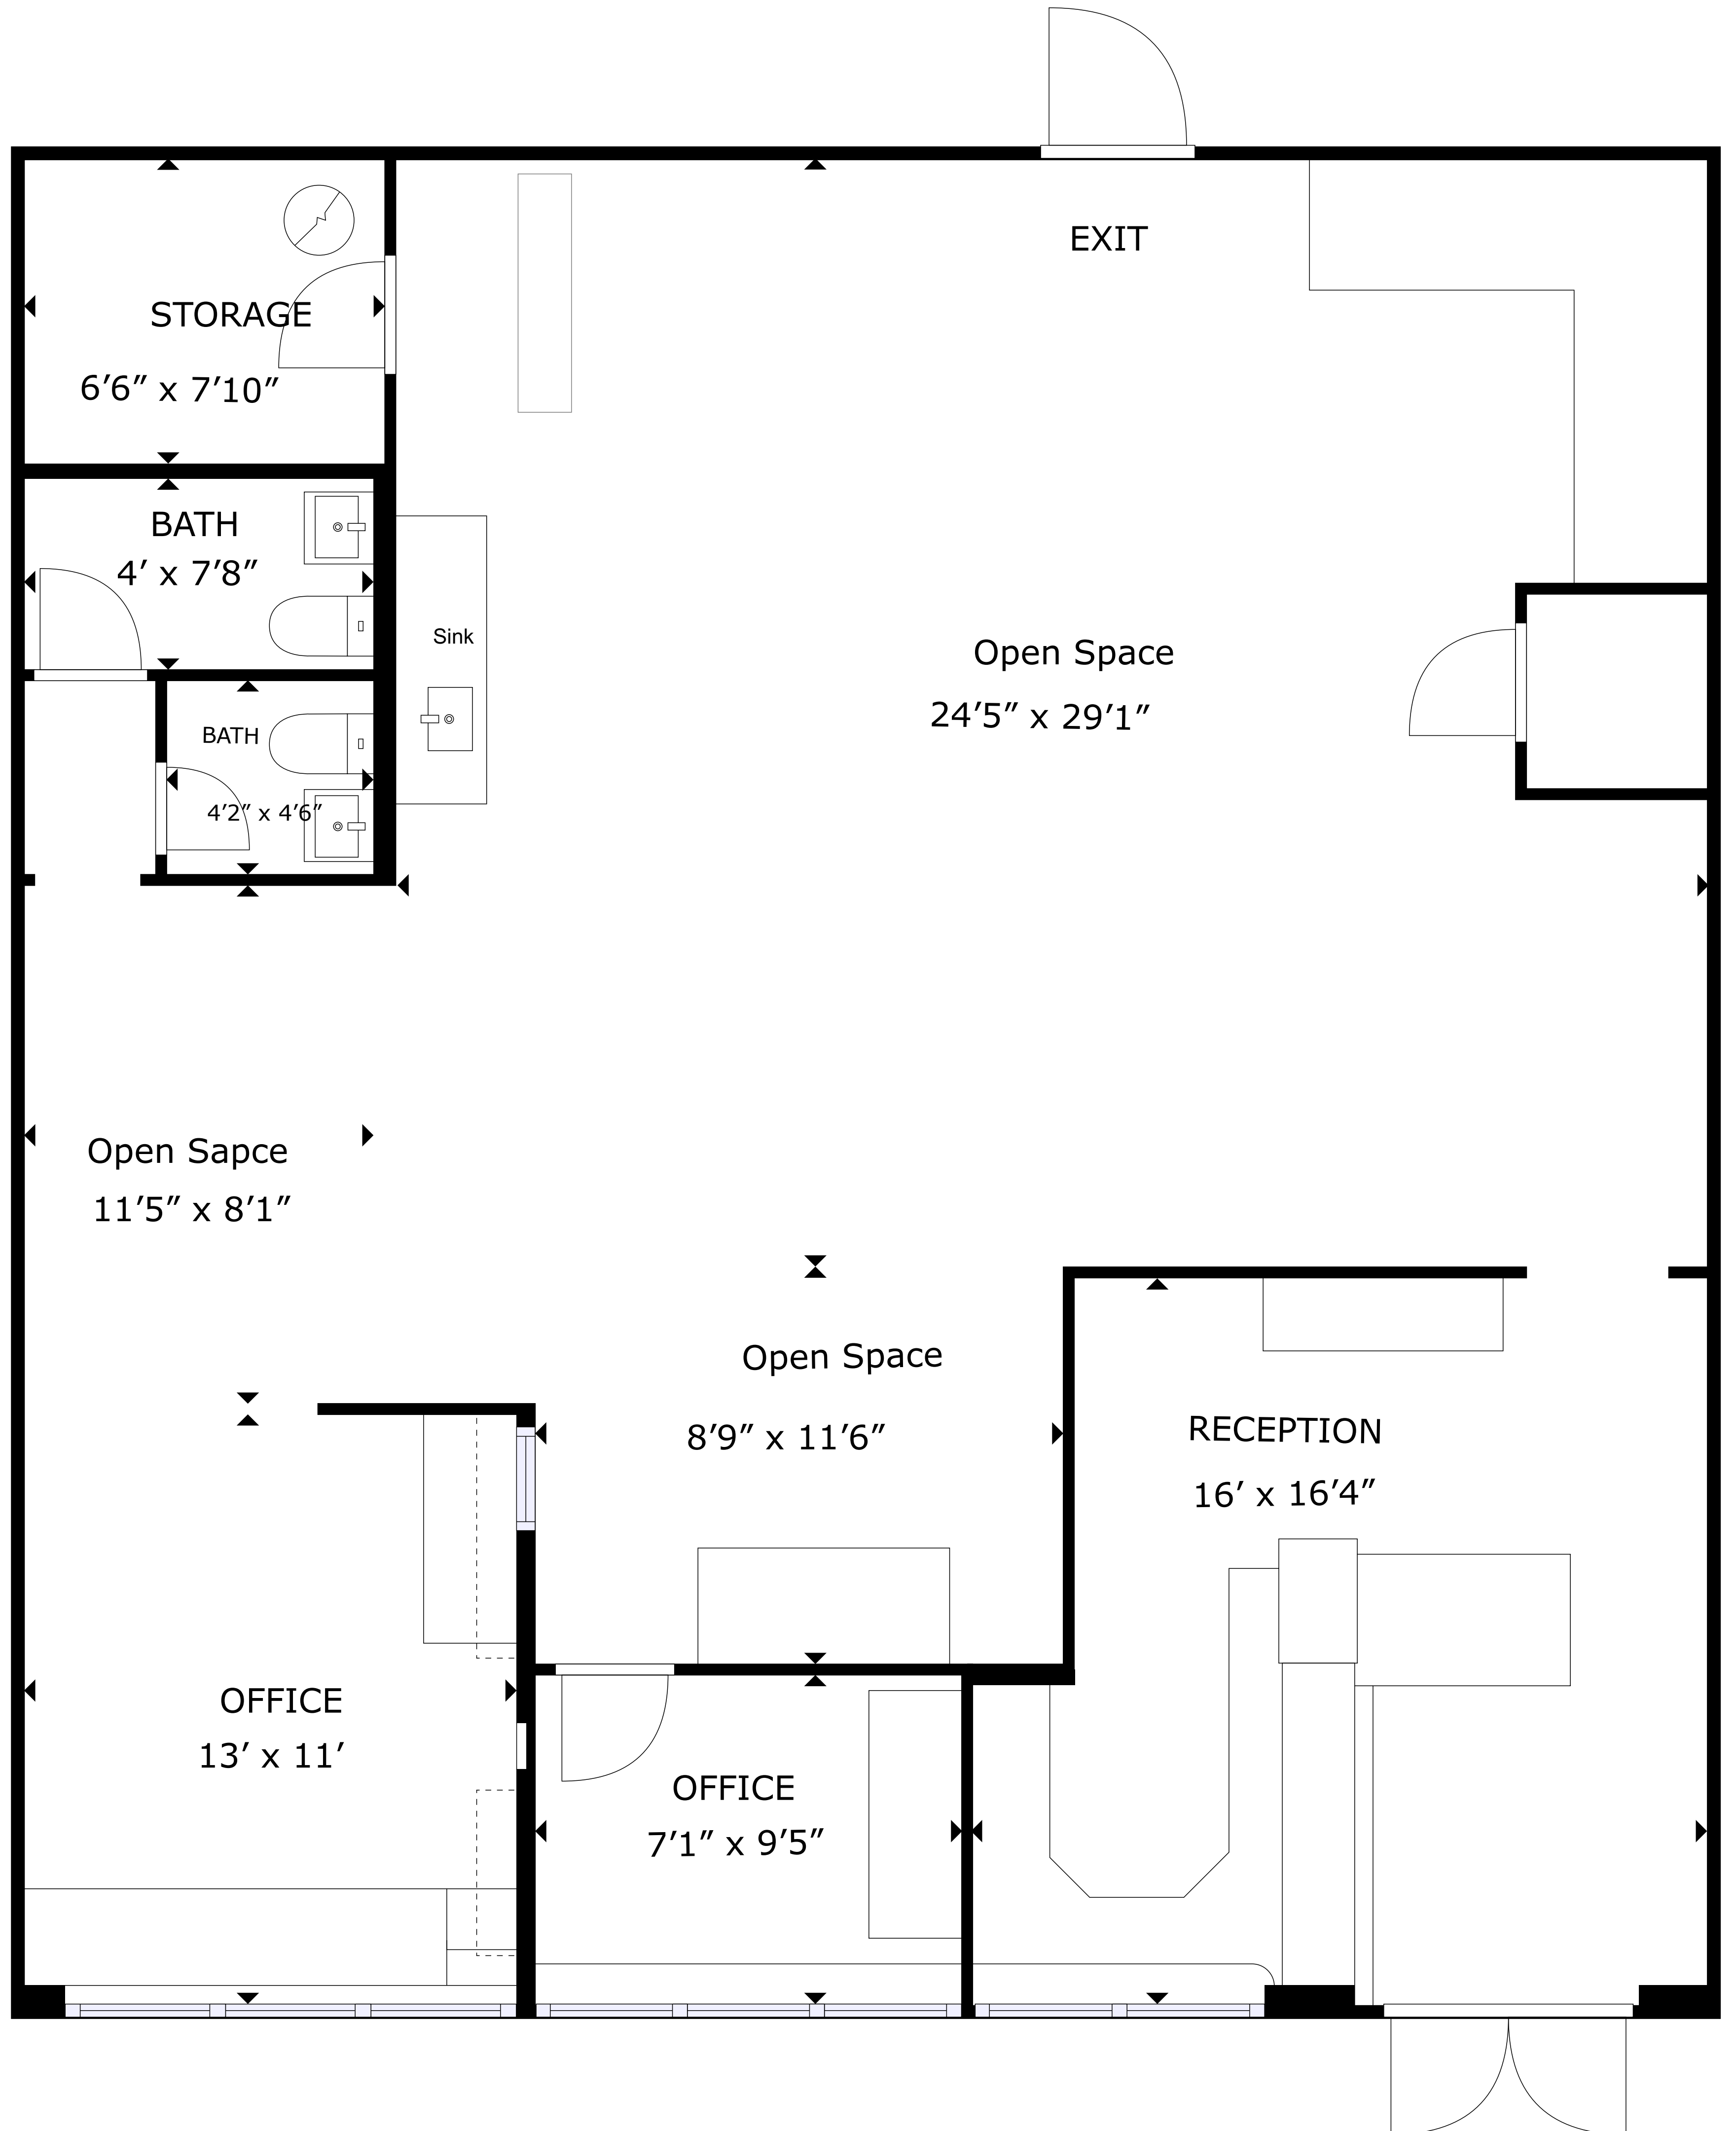 EXIT
STORAGE
6′6″ x 7′10″
BATH
4′ x 7′8″
Sink
Open Space
24′5″ x 29′1″
BATH
4′2″ x 4′6″
Open Sapce
11′5″ x 8′1″
Open Space
8′9″ x 11′6″
RECEPTION
16′ x 16′4″
OFFICE
13′ x 11′
OFFICE
7′1″ x 9′5″